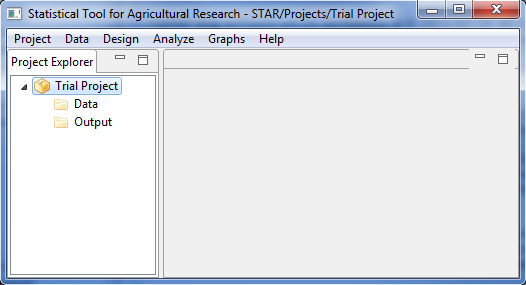 Statistical Tool for Agricultural Research - STAR/Projects/Trial Project
Project Data Design Analyze Graphs Help
Project Explorer
Trial Project
Data
Output